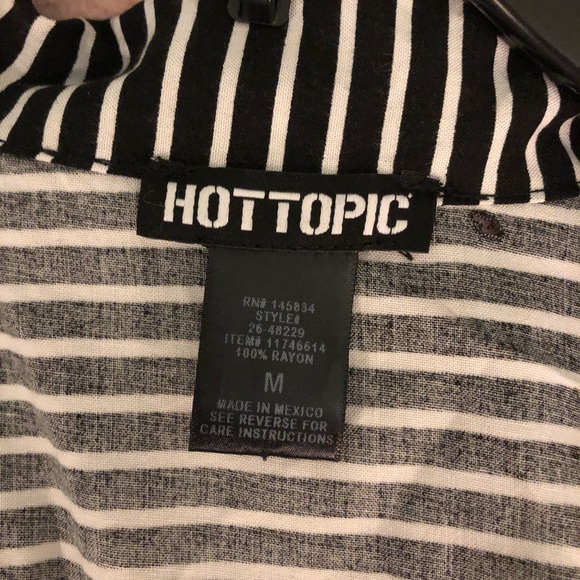 HOTTOPIC
RN# 145834
STYLE#
26-48229
ITEM# 11746614
100% RAYON
M
MADE IN MEXICO
SEE REVERSE FOR
CARE INSTRUCTIONS